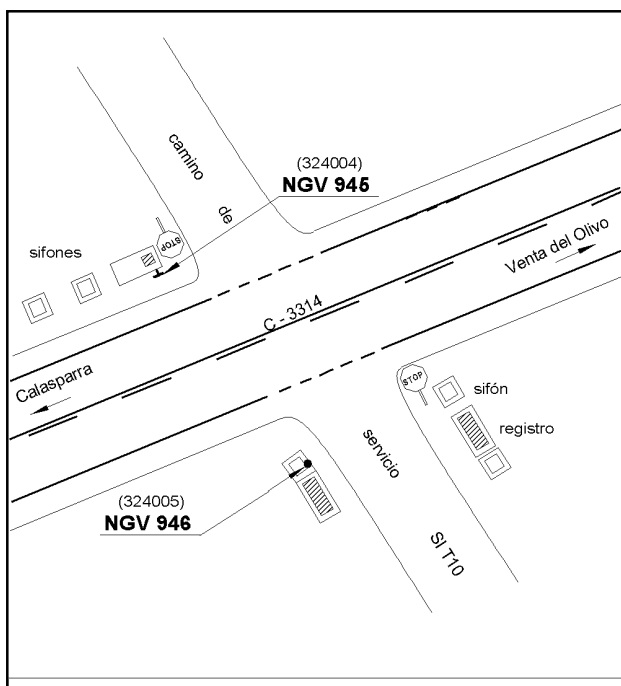 camino
de
(324004)
NGV 945
STOP
sifones
Venta del Olivo
C - 3314
Calasparra
STOP
sifón
registro
servicio
SI T10
(324005)
NGV 946